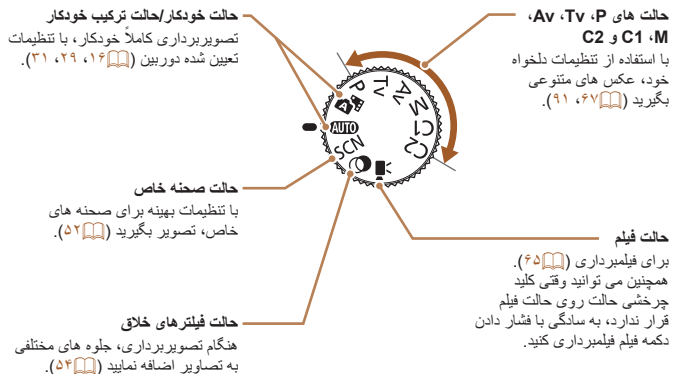 حالت های P، Tv، Av،
M، C1 و C2
با استفاده از تنظیمات دلخواه
خود، عکس های متنوعی
بگیرید (۶۷، ۹۱).
حالت خودکار/حالت ترکیب خودکار
تصویربرداری کاملاً خودکار، با تنظیمات
تعیین شده دوربین (۱۶، ۲۹، ۳۱).
P
Tv
Av
M
C1
C2
AUTO
SCN
حالت صحنه خاص
با تنظیمات بهینه برای صحنه های
خاص، تصویر بگیرید (۵۲).
حالت فیلم
برای فیلمبرداری (۶۵).
همچنین می توانید وقتی کلید
چرخشی حالت روی حالت فیلم
قرار ندارد، به سادگی با فشار دادن
دکمه فیلم فیلمبرداری کنید.
حالت فیلترهای خلاق
هنگام تصویربرداری، جلوه های مختلفی
به تصاویر اضافه نمایید (۵۴).